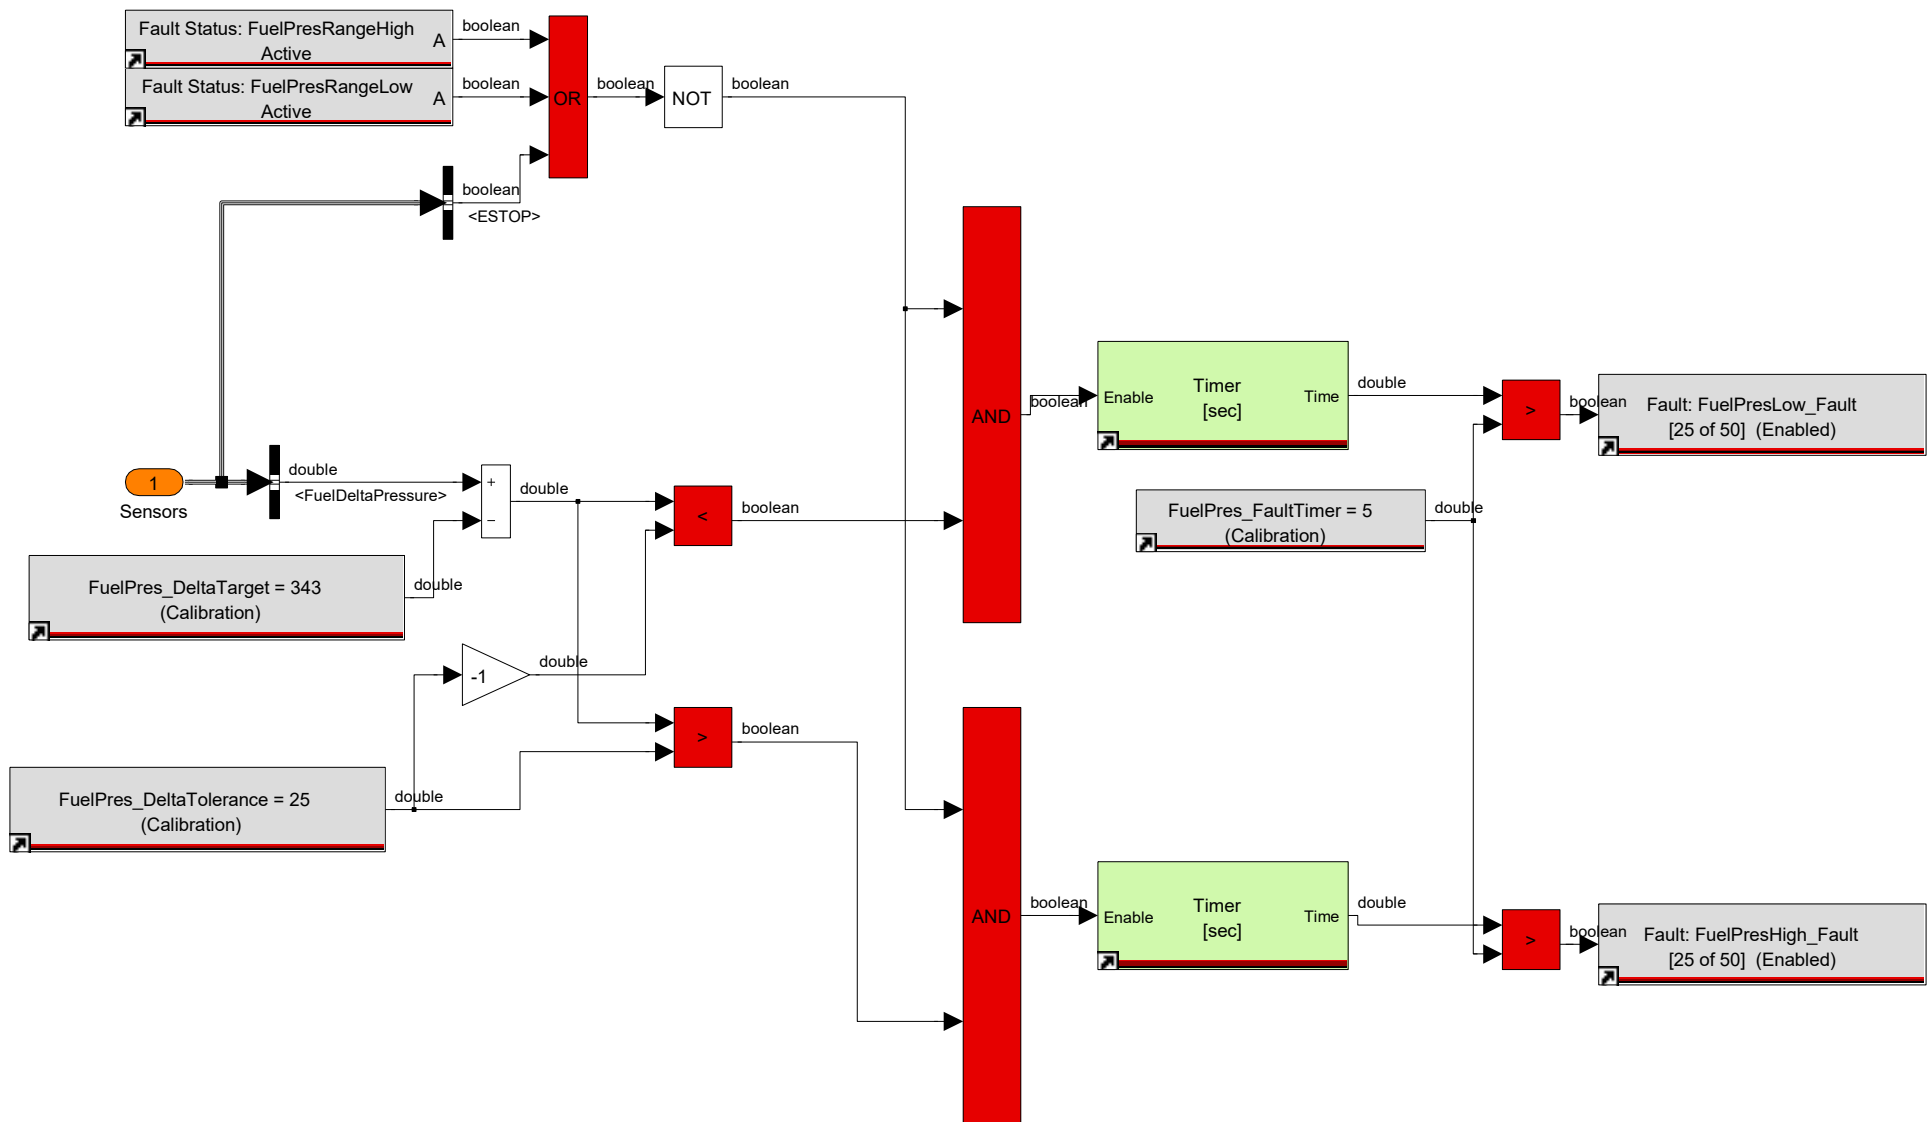 Fault Status: FuelPresRangeHigh
Active
A
boolean
Fault Status: FuelPresRangeLow
Active
A
boolean
OR
boolean
NOT
boolean
boolean
<ESTOP>
AND
boolean
Enable
Timer
[sec]
Time
double
>
boolean
Fault: FuelPresLow_Fault
[25 of 50] (Enabled)
1
Sensors
double
<FuelDeltaPressure>
+
−
double
<
boolean
FuelPres_FaultTimer = 5
(Calibration)
double
FuelPres_DeltaTarget = 343
(Calibration)
double
-1
double
>
boolean
FuelPres_DeltaTolerance = 25
(Calibration)
double
AND
boolean
Enable
Timer
[sec]
Time
double
>
boolean
Fault: FuelPresHigh_Fault
[25 of 50] (Enabled)